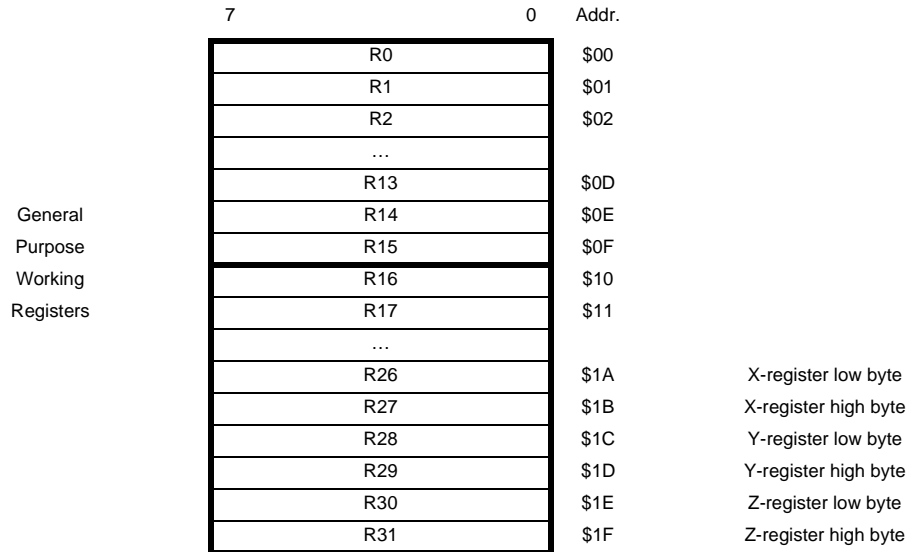 7 0 Addr.
R0 $00
R1 $01
R2 $02
…
R13 $0D
General R14 $0E
Purpose R15 $0F
Working R16 $10
Registers R17 $11
…
R26 $1A X-register low byte
R27 $1B X-register high byte
R28 $1C Y-register low byte
R29 $1D Y-register high byte
R30 $1E Z-register low byte
R31 $1F Z-register high byte